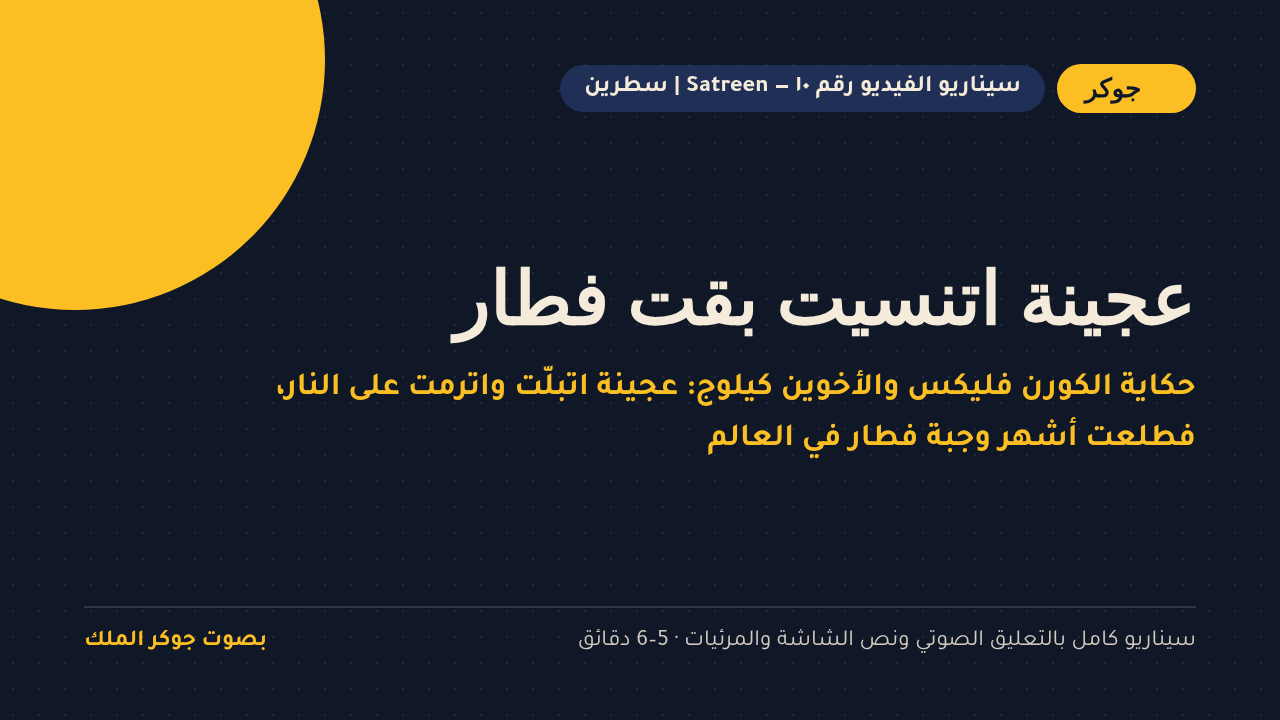 جوكر
سيناريو الفيديو رقم ١٠ — Satreen | سطرين
عجينة اتنسيت بقت فطار
حكاية الكورن فليكس والأخوين كيلوج: عجينة اتبلّت واترمت على النار،
فطلعت أشهر وجبة فطار في العالم
سيناريو كامل بالتعليق الصوتي ونص الشاشة والمرئيات · 5–6 دقائق
بصوت جوكر الملك